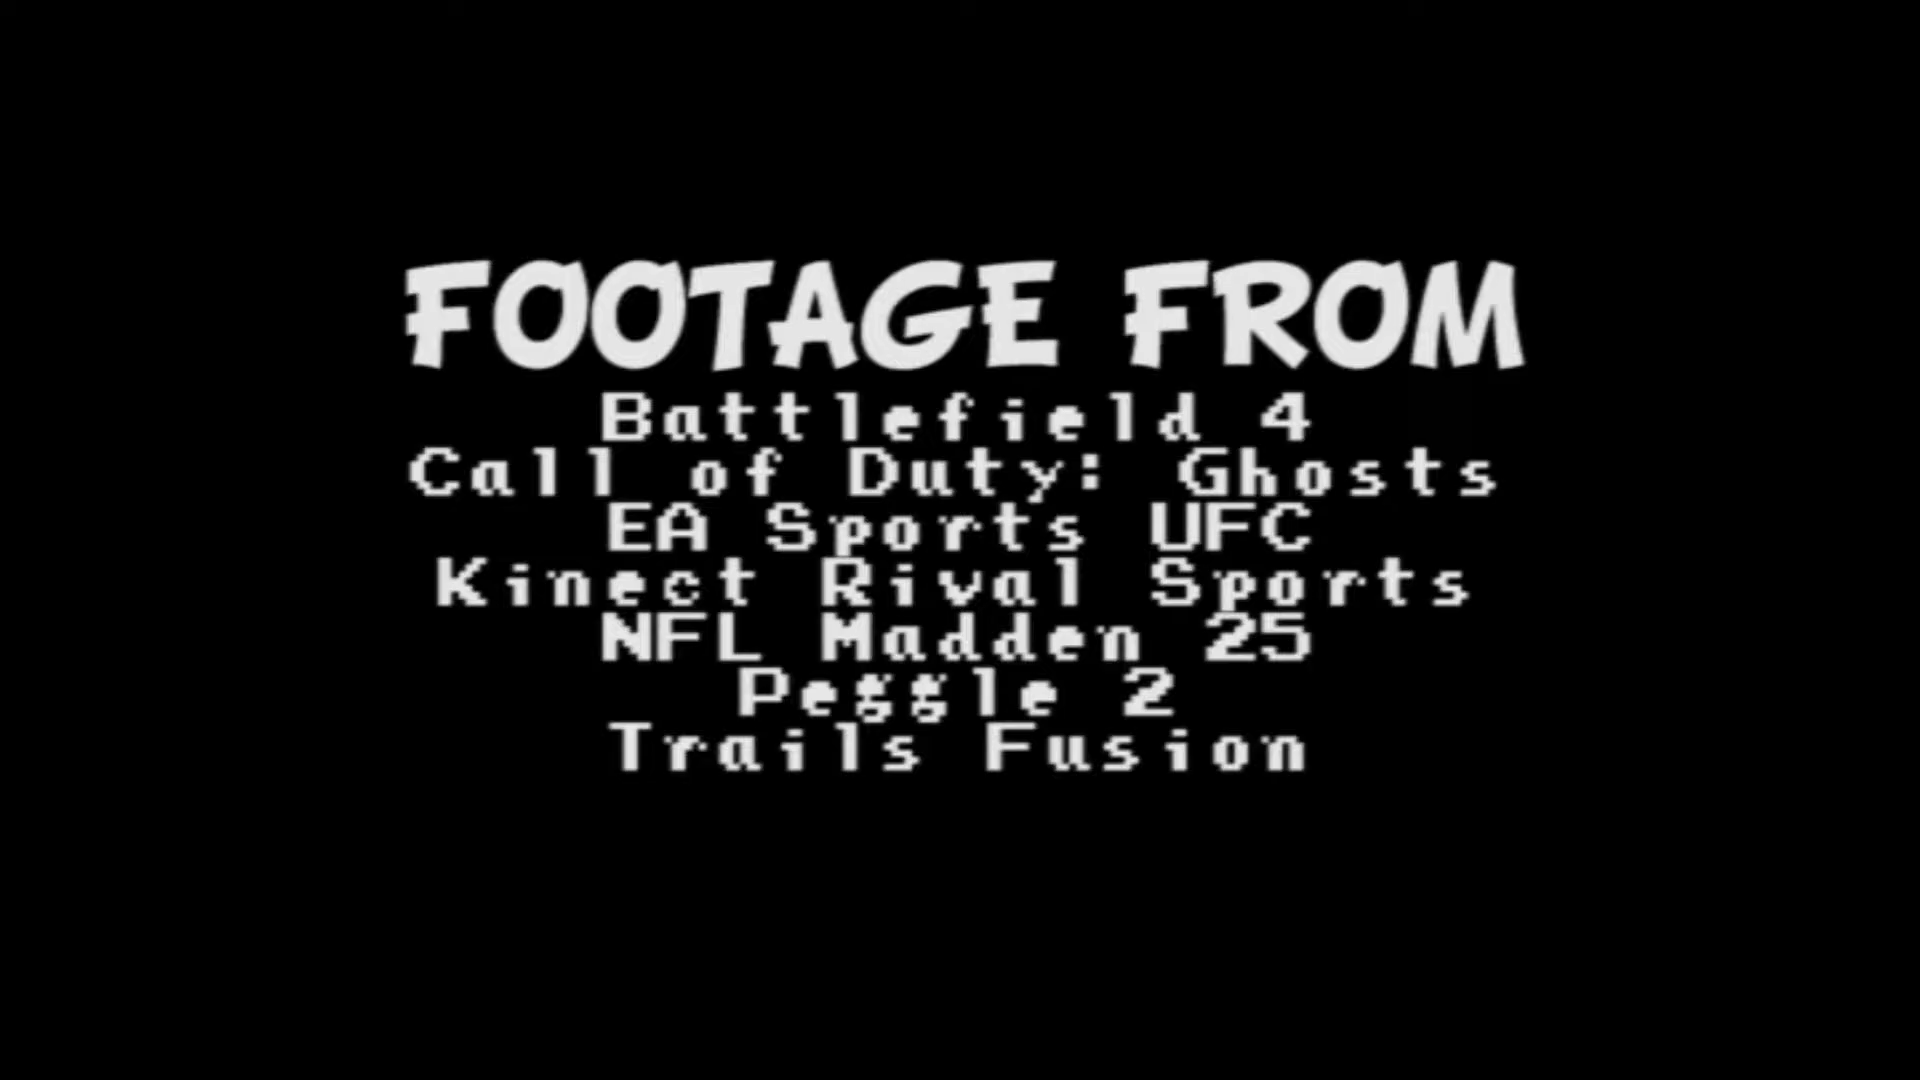 FOOTAGE FROM
Battlefield 4
Call of Duty: Ghosts
EA Sports UFC
Kinect Rival Sports
NFL Madden 25
Peggle 2
Trails Fusion